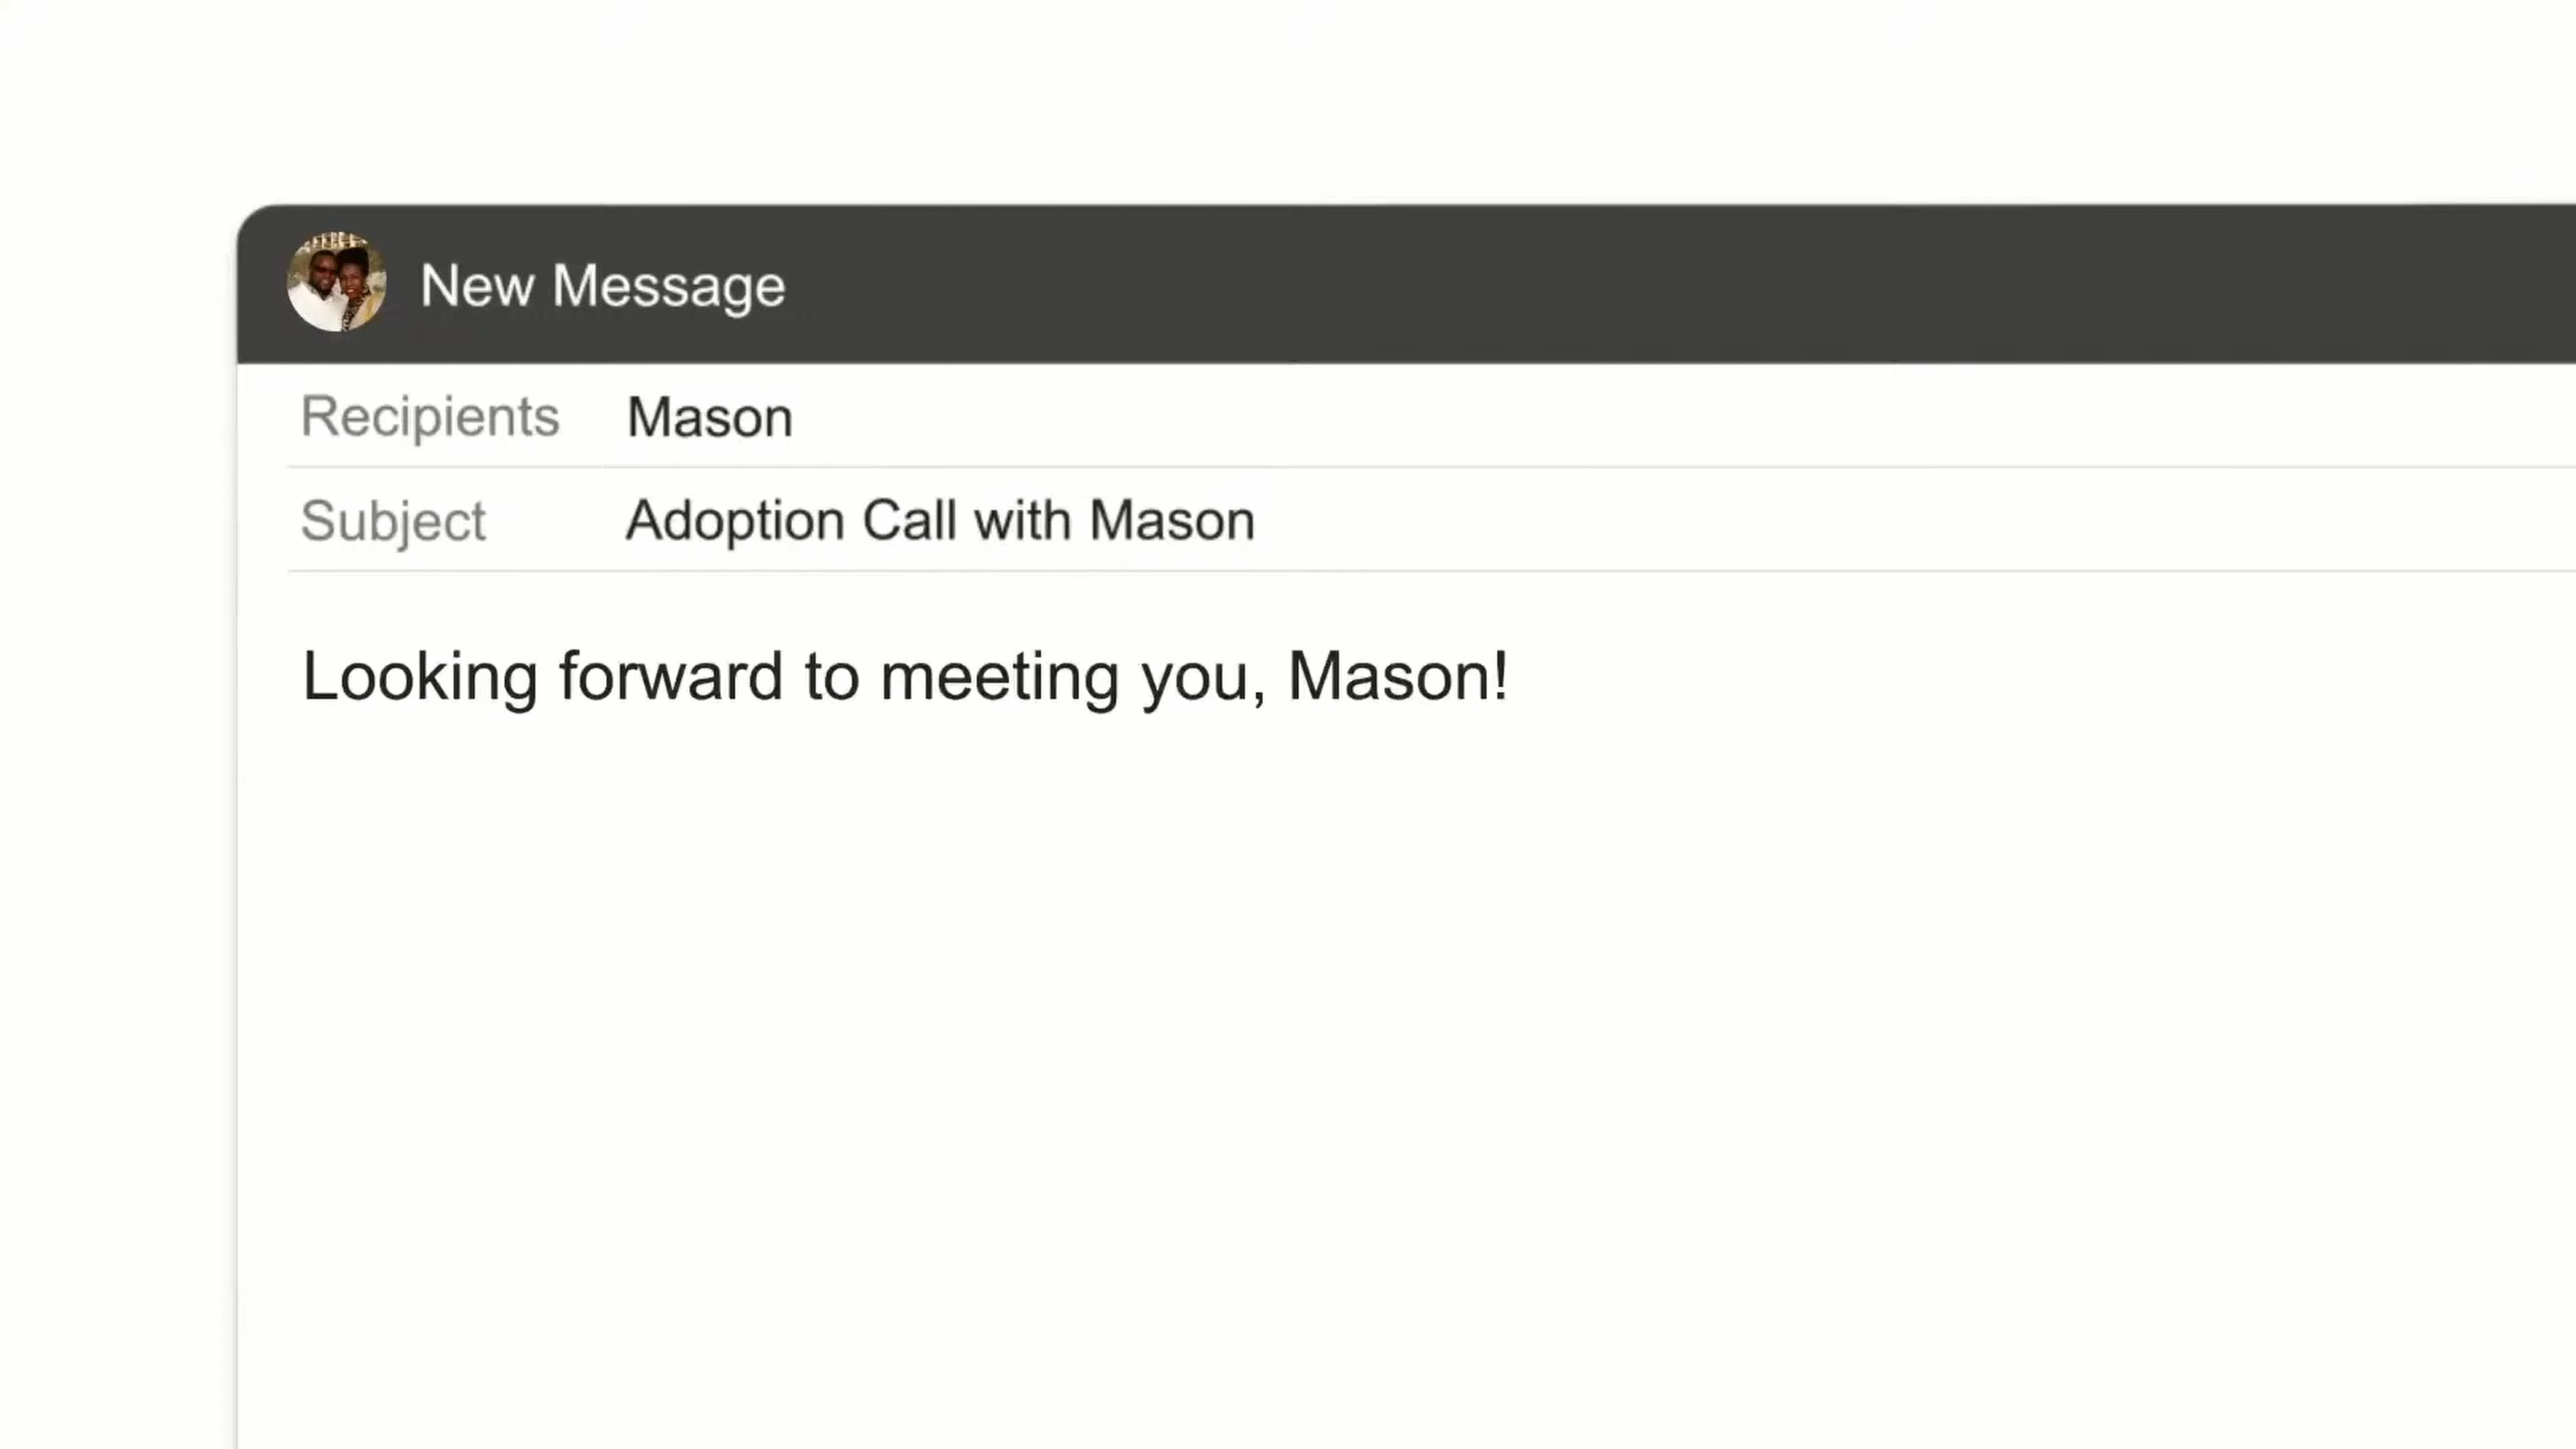 New Message
Recipients Mason
Subject Adoption Call with Mason
Looking forward to meeting you, Mason!